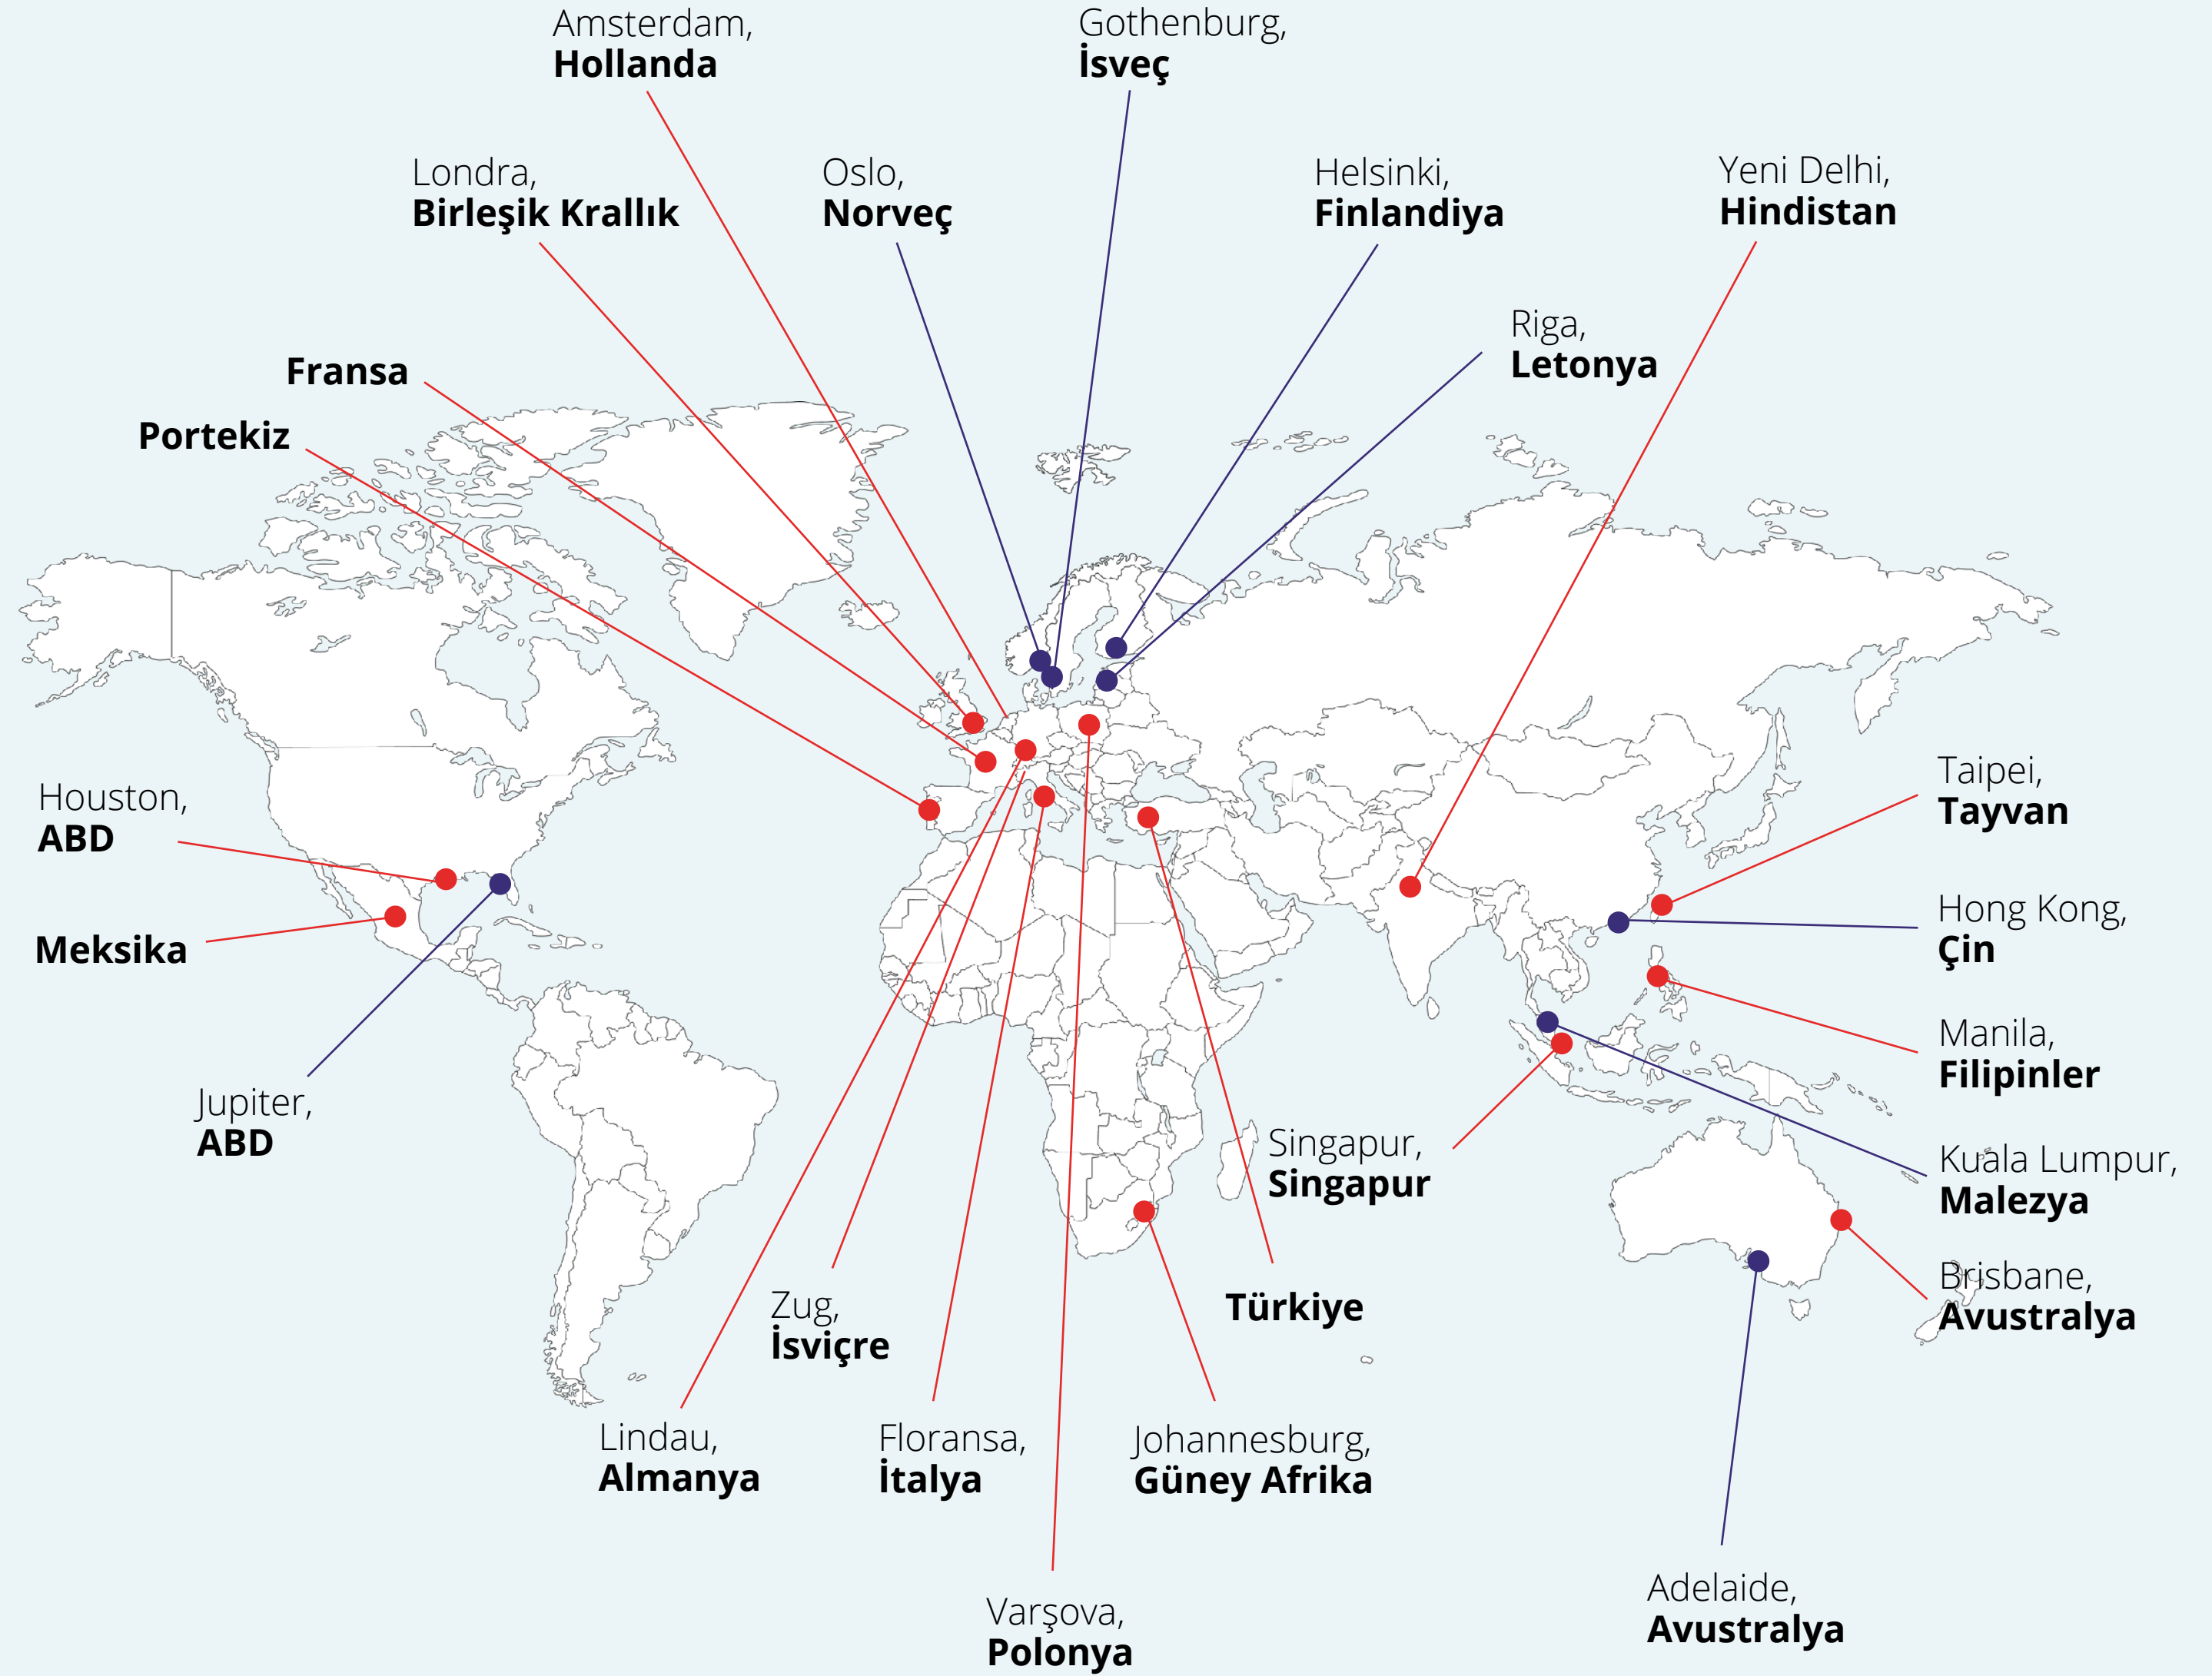 Amsterdam,
Hollanda
Gothenburg,
İsveç
Londra,
Birleşik Krallık
Oslo,
Norveç
Helsinki,
Finlandiya
Yeni Delhi,
Hindistan
Riga,
Letonya
Fransa
Portekiz
Houston,
ABD
Meksika
Jupiter,
ABD
Taipei,
Tayvan
Hong Kong,
Çin
Manila,
Filipinler
Singapur,
Singapur
Kuala Lumpur,
Malezya
Brisbane,
Avustralya
Zug,
İsviçre
Türkiye
Lindau,
Almanya
Floransa,
İtalya
Johannesburg,
Güney Afrika
Varşova,
Polonya
Adelaide,
Avustralya